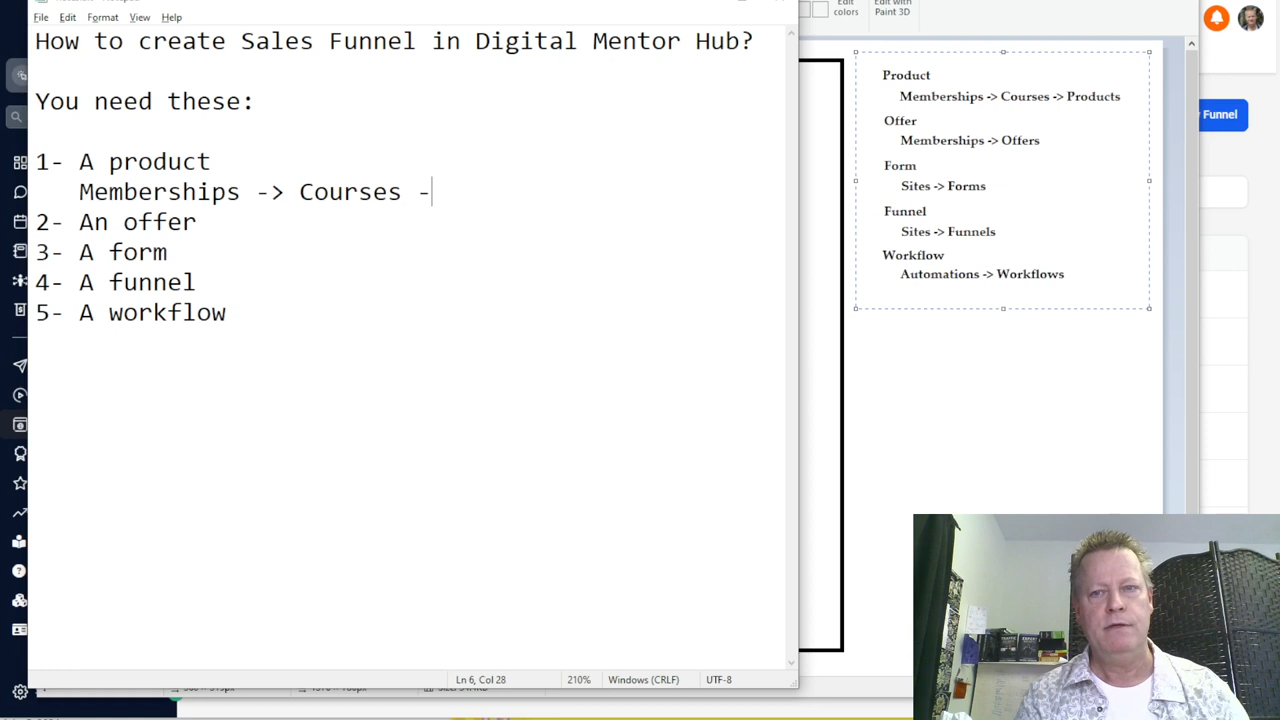 File Edit Format View Help
How to create Sales Funnel in Digital Mentor Hub?
You need these:
1- A product
Memberships -> Courses -
2- An offer
3- A form
4- A funnel
5- A workflow
Ln 6, Col 28 210% Windows (CRLF) UTF-8
Edit colors
Edit with Paint 3D
Product
Memberships -> Courses -> Products
Offer
Memberships -> Offers
Form
Sites -> Forms
Funnel
Sites -> Funnels
Workflow
Automations -> Workflows
Funnel